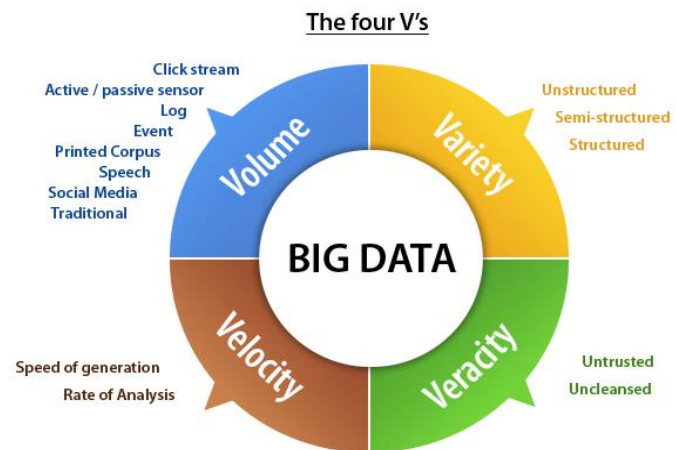 The four V's
Click stream
Active / passive sensor
Log
Event
Printed Corpus
Speech
Social Media
Traditional
Volume
Variety
Unstructured
Semi-structured
Structured
BIG DATA
Velocity
Speed of generation
Rate of Analysis
Veracity
Untrusted
Uncleansed